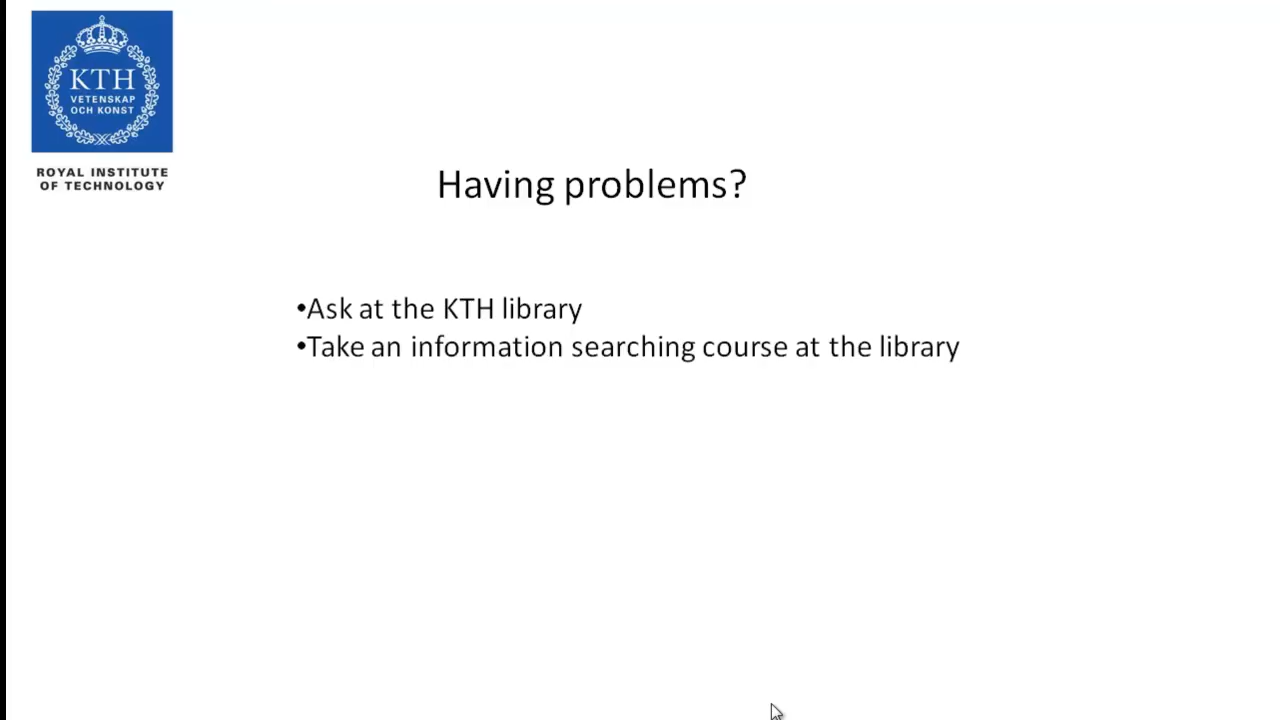 KTH
VETENSKAP
OCH KONST
ROYAL INSTITUTE
OF TECHNOLOGY
Having problems?
•Ask at the KTH library
•Take an information searching course at the library